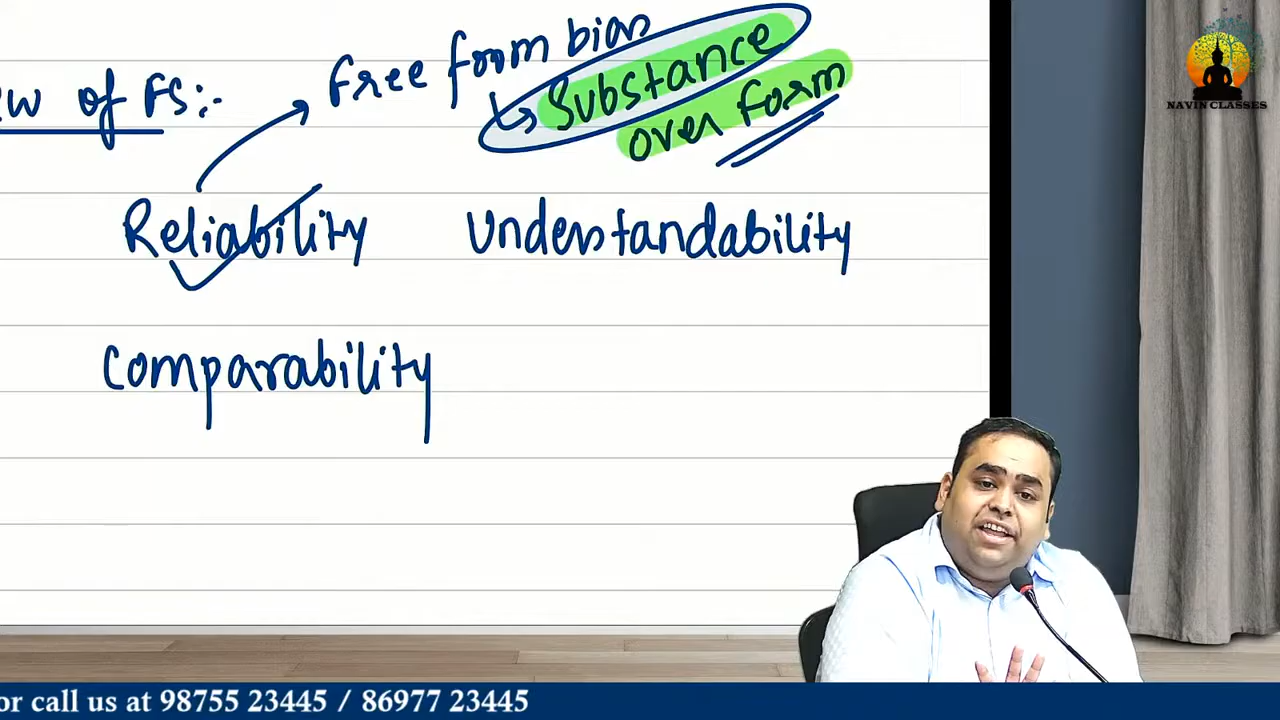 Free from bias
ew of FS:-
↳ Substance
over form
Reliability
Understandability
Comparability
NAVIN CLASSES
or call us at 98755 23445 / 86977 23445